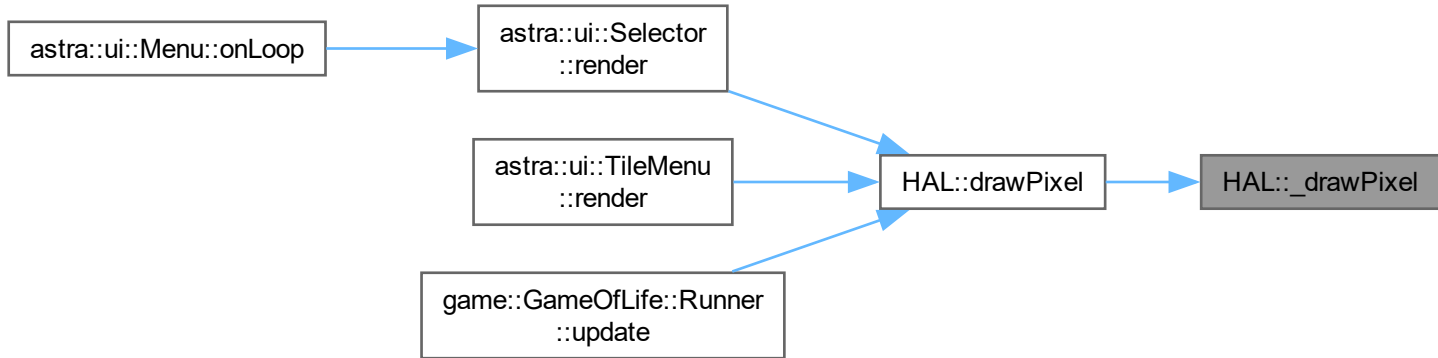 astra::ui::Menu::onLoop
astra::ui::Selector
::render
astra::ui::TileMenu
::render
game::GameOfLife::Runner
::update
HAL::drawPixel
HAL::_drawPixel